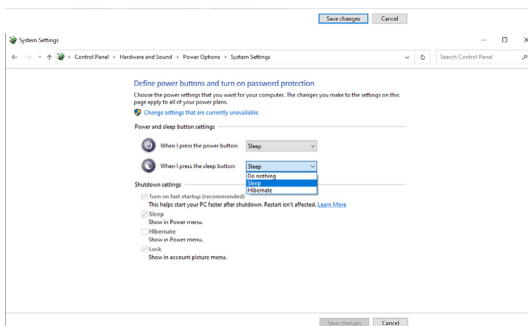 Save changes Cancel
System Settings
Control Panel > Hardware and Sound > Power Options > System Settings Search Control Panel
Define power buttons and turn on password protection
Choose the power settings that you want for your computer. The changes you make to the settings on this
page apply to all of your power plans.
Change settings that are currently unavailable
Power and sleep button settings
When I press the power button: Sleep
When I press the sleep button: Sleep
Do nothing
Sleep
Hibernate
Shutdown settings
Turn on fast startup (recommended)
This helps start your PC faster after shutdown. Restart isn't affected. Learn More
Sleep
Show in Power menu.
Hibernate
Show in Power menu.
Lock
Show in account picture menu.
Save changes Cancel